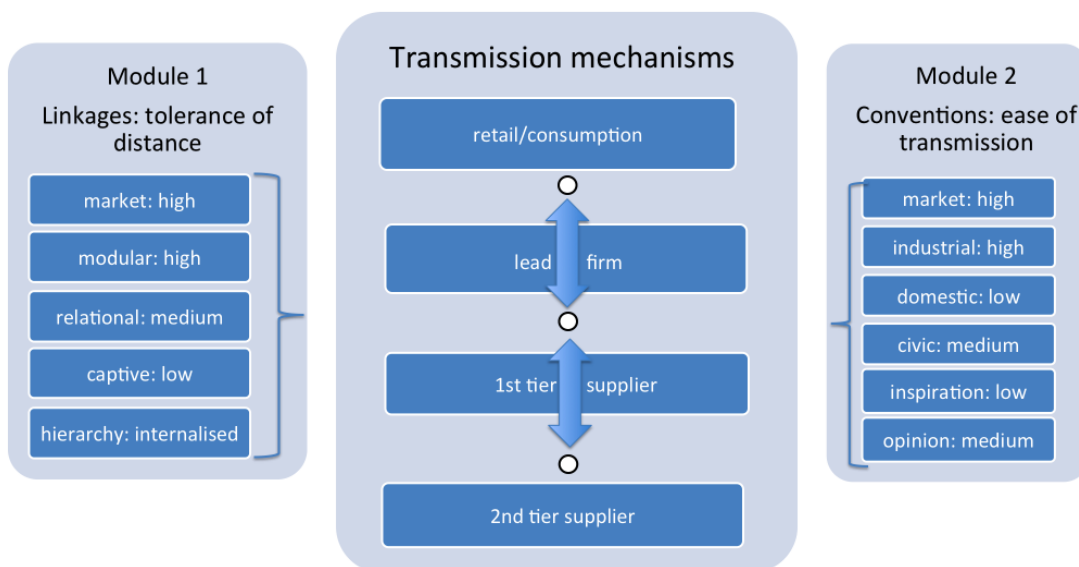 Module 1
Linkages: tolerance of
distance
market: high
modular: high
relational: medium
captive: low
hierarchy: internalised
Transmission mechanisms
retail/consumption
lead firm
1st tier supplier
2nd tier supplier
Module 2
Conventions: ease of
transmission
market: high
industrial: high
domestic: low
civic: medium
inspiration: low
opinion: medium